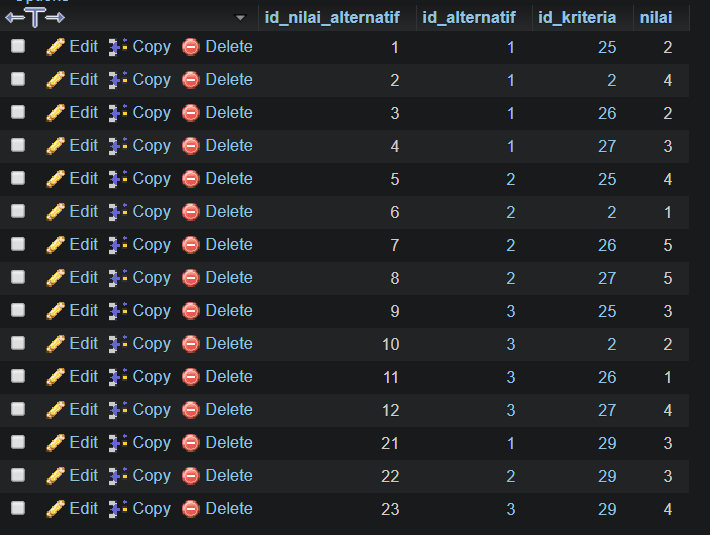 Options
id_nilai_alternatif id_alternatif id_kriteria nilai
Edit Copy Delete 1 1 25 2
Edit Copy Delete 2 1 2 4
Edit Copy Delete 3 1 26 2
Edit Copy Delete 4 1 27 3
Edit Copy Delete 5 2 25 4
Edit Copy Delete 6 2 2 1
Edit Copy Delete 7 2 26 5
Edit Copy Delete 8 2 27 5
Edit Copy Delete 9 3 25 3
Edit Copy Delete 10 3 2 2
Edit Copy Delete 11 3 26 1
Edit Copy Delete 12 3 27 4
Edit Copy Delete 21 1 29 3
Edit Copy Delete 22 2 29 3
Edit Copy Delete 23 3 29 4